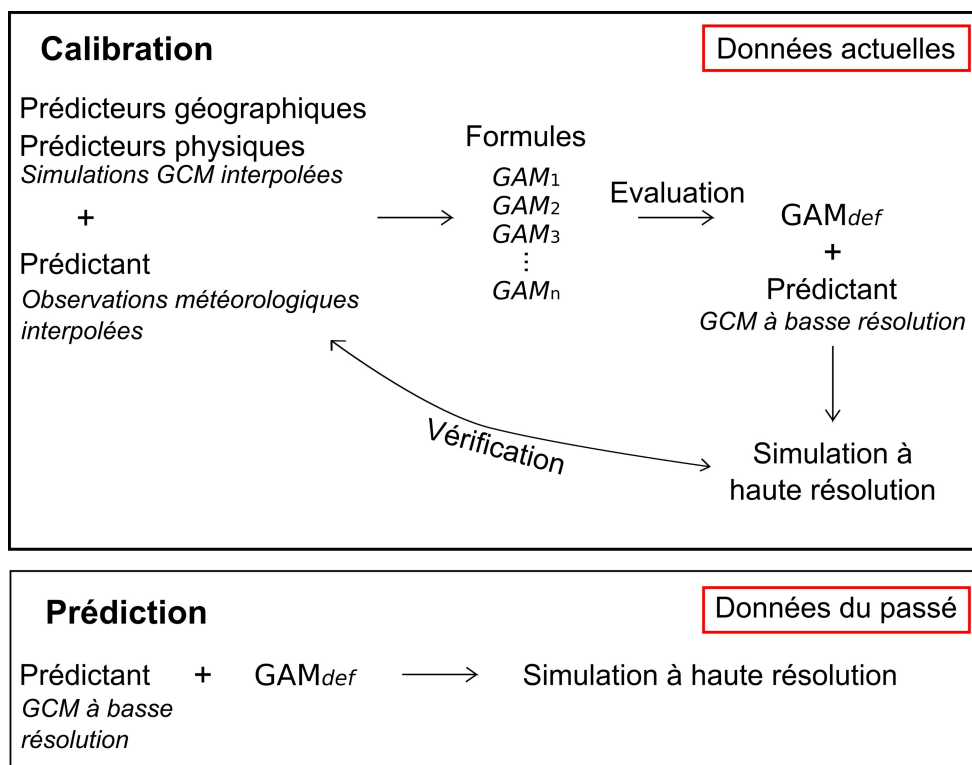 Calibration
Données actuelles
Prédicteurs géographiques
Prédicteurs physiques
Simulations GCM interpolées
+
Prédictant
Observations météorologiques
interpolées
Formules
GAM1
GAM2
GAM3
⋮
GAMn
Evaluation
GAMdef
+
Prédictant
GCM à basse résolution
Vérification
Simulation à
haute résolution
Prédiction
Données du passé
Prédictant + GAMdef Simulation à haute résolution
GCM à basse
résolution